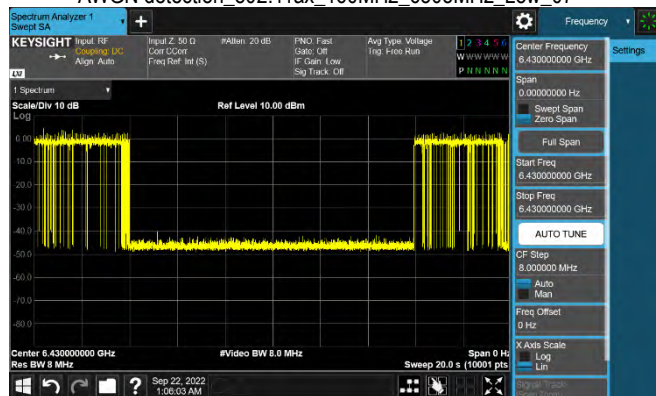 Spectrum Analyzer 1
Swept SA
Frequency
KEYSIGHT
Input: RF
Coupling: DC
Align: Auto
Input Z: 50 Ω
Corr CCorr
Freq Ref: Int (S)
#Atten: 20 dB
PNO: Fast
Gate: Off
IF Gain: Low
Sig Track: Off
Avg Type: Voltage
Trig: Free Run
1 2 3 4 5 6
W W W W W W
P N N N N N
LXI
Center Frequency
6.430000000 GHz
Settings
1 Spectrum
Scale/Div 10 dB
Ref Level 10.00 dBm
Log
0.00
-10.0
-20.0
-30.0
-40.0
-50.0
-60.0
-70.0
-80.0
Span
0.00000000 Hz
Swept Span
Zero Span
Full Span
Start Freq
6.430000000 GHz
Stop Freq
6.430000000 GHz
AUTO TUNE
CF Step
8.000000 MHz
Auto
Man
Freq Offset
0 Hz
X Axis Scale
Log
Lin
Signal Track
Center 6.430000000 GHz
Res BW 8 MHz
#Video BW 8.0 MHz
Span 0 Hz
Sweep 20.0 s (10001 pts
?
Sep 22, 2022
1:06:03 AM